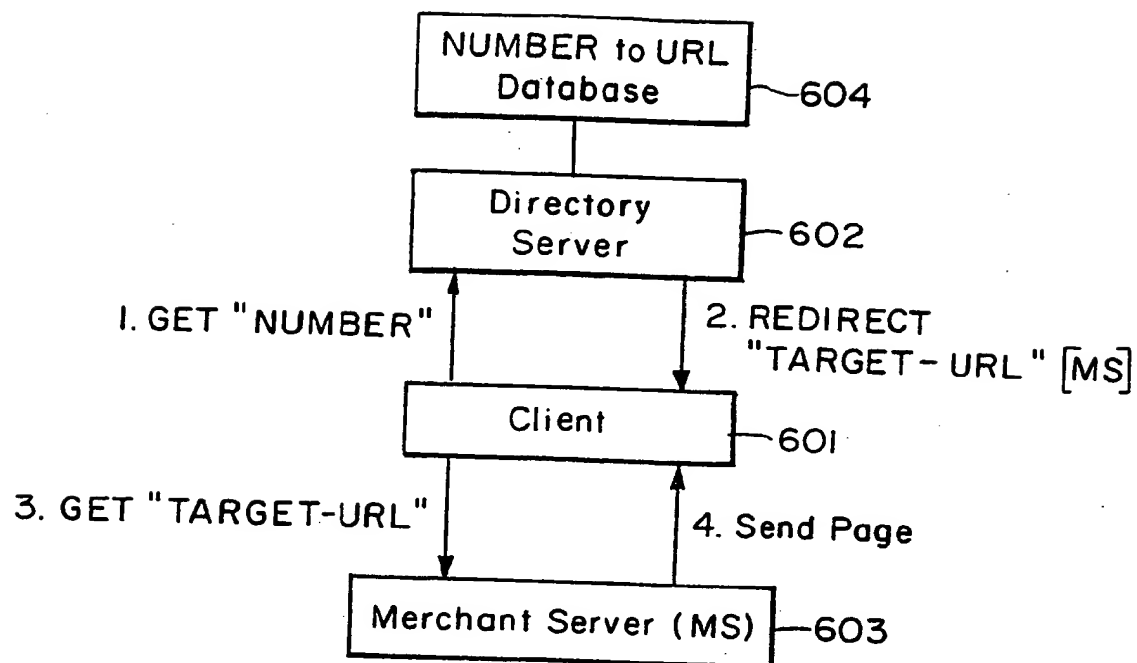 NUMBER to URL
Database
604
Directory
Server
602
1. GET "NUMBER"
2. REDIRECT
"TARGET-URL" [MS]
Client
601
3. GET "TARGET-URL"
4. Send Page
Merchant Server (MS)
603